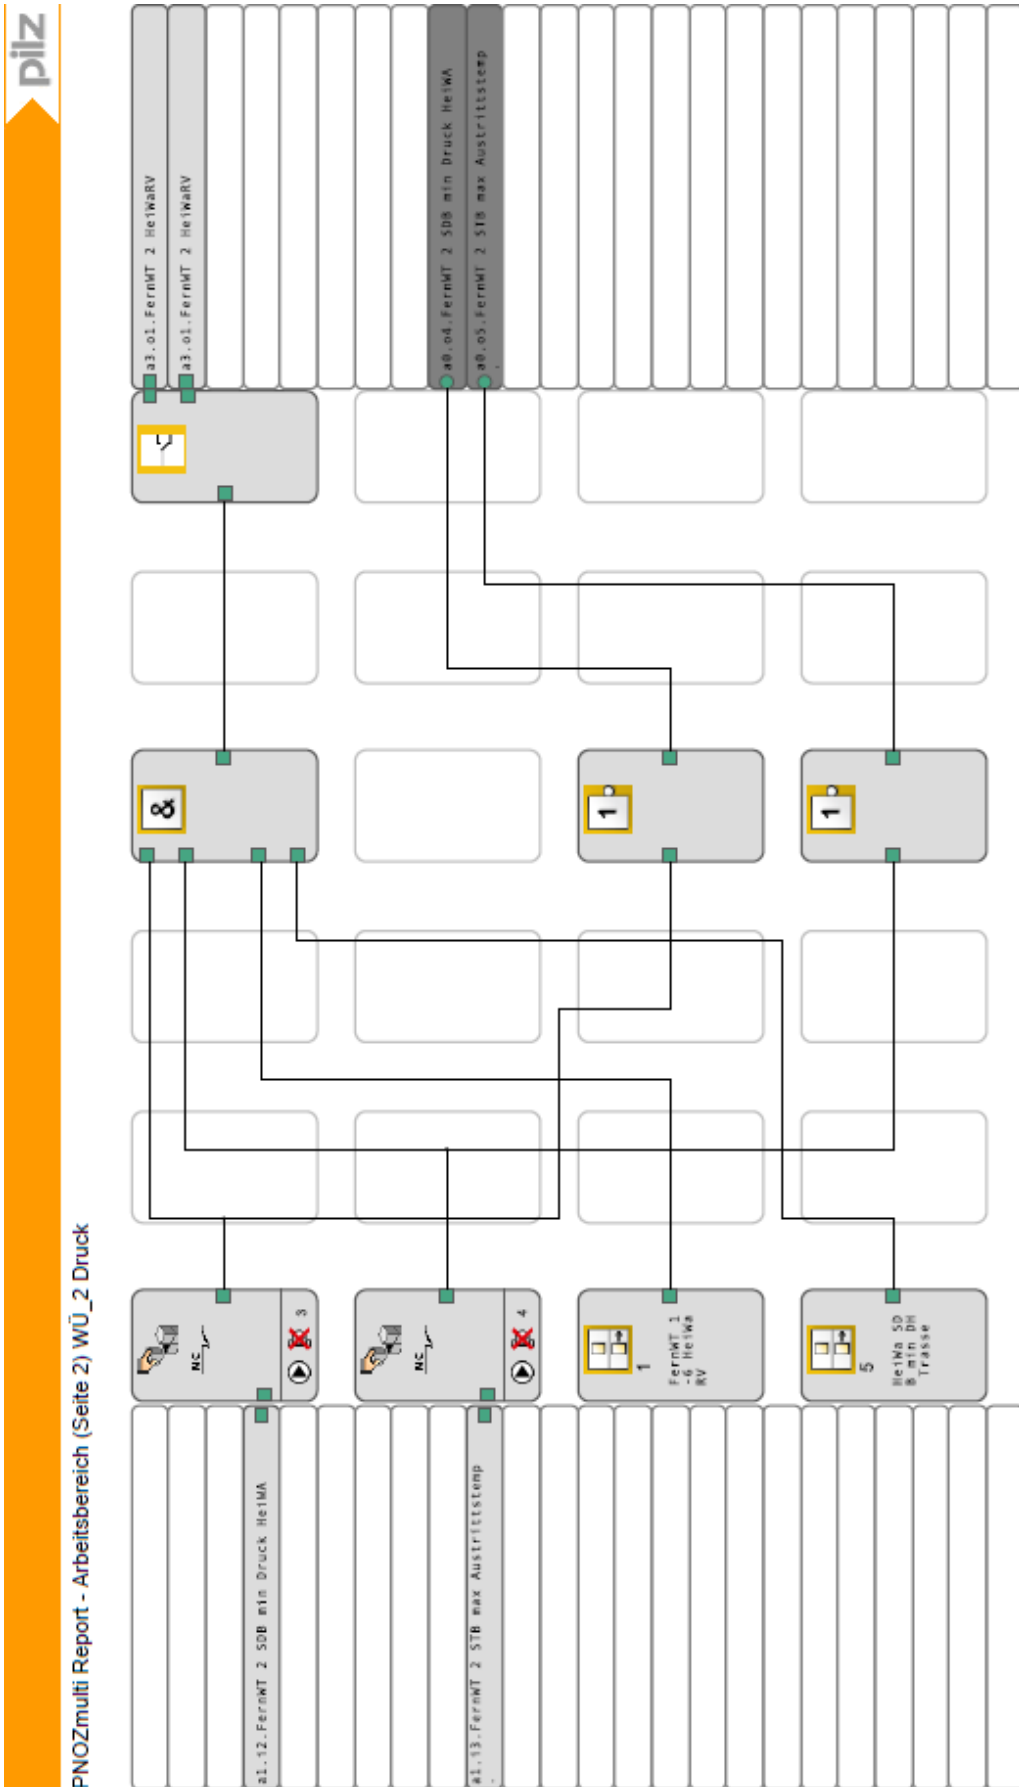 pilz
PNOZmulti Report - Arbeitsbereich (Seite 2) WÜ_2 Druck
a1.12.FernWT 2 SDB min Druck HeiWA
a1.13.FernWT 2 STB max Austrittstemp
.
NC
3
NC
4
1
FernWT 1
-6 HeiWa
RV
5
HeiWa SD
B min DH
Trasse
&
1
1
a3.o1.FernWT 2 HeiWaRV
a3.o1.FernWT 2 HeiWaRV
a0.o4.FernWT 2 SDB min Druck HeiWA
a0.o5.FernWT 2 STB max Austrittstemp
.